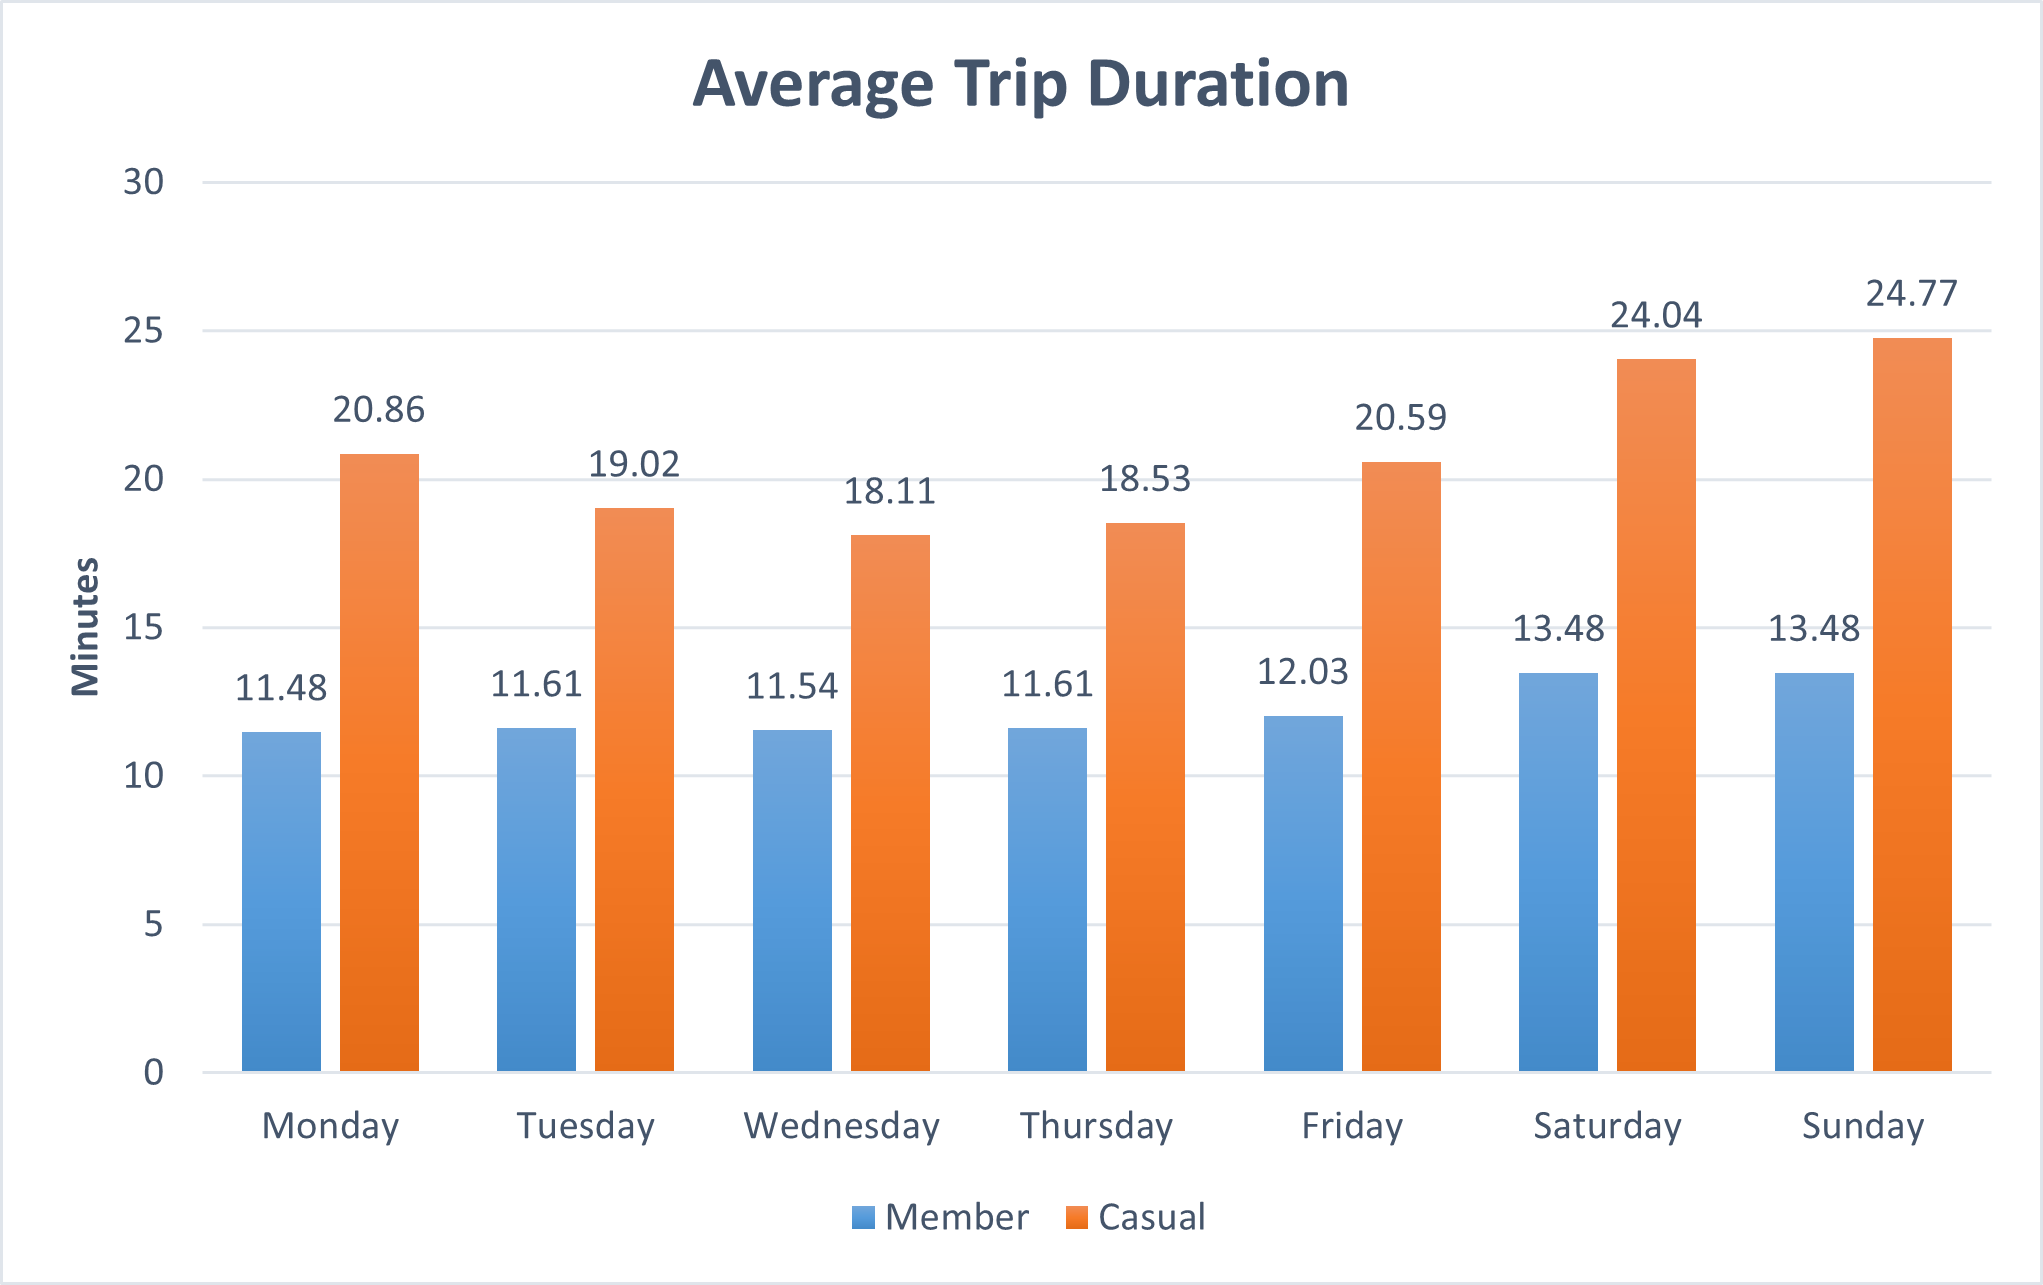 Average Trip Duration
Minutes
30
25
20
15
10
5
0
11.48
20.86
11.61
19.02
11.54
18.11
11.61
18.53
12.03
20.59
13.48
24.04
13.48
24.77
Monday
Tuesday
Wednesday
Thursday
Friday
Saturday
Sunday
Member
Casual